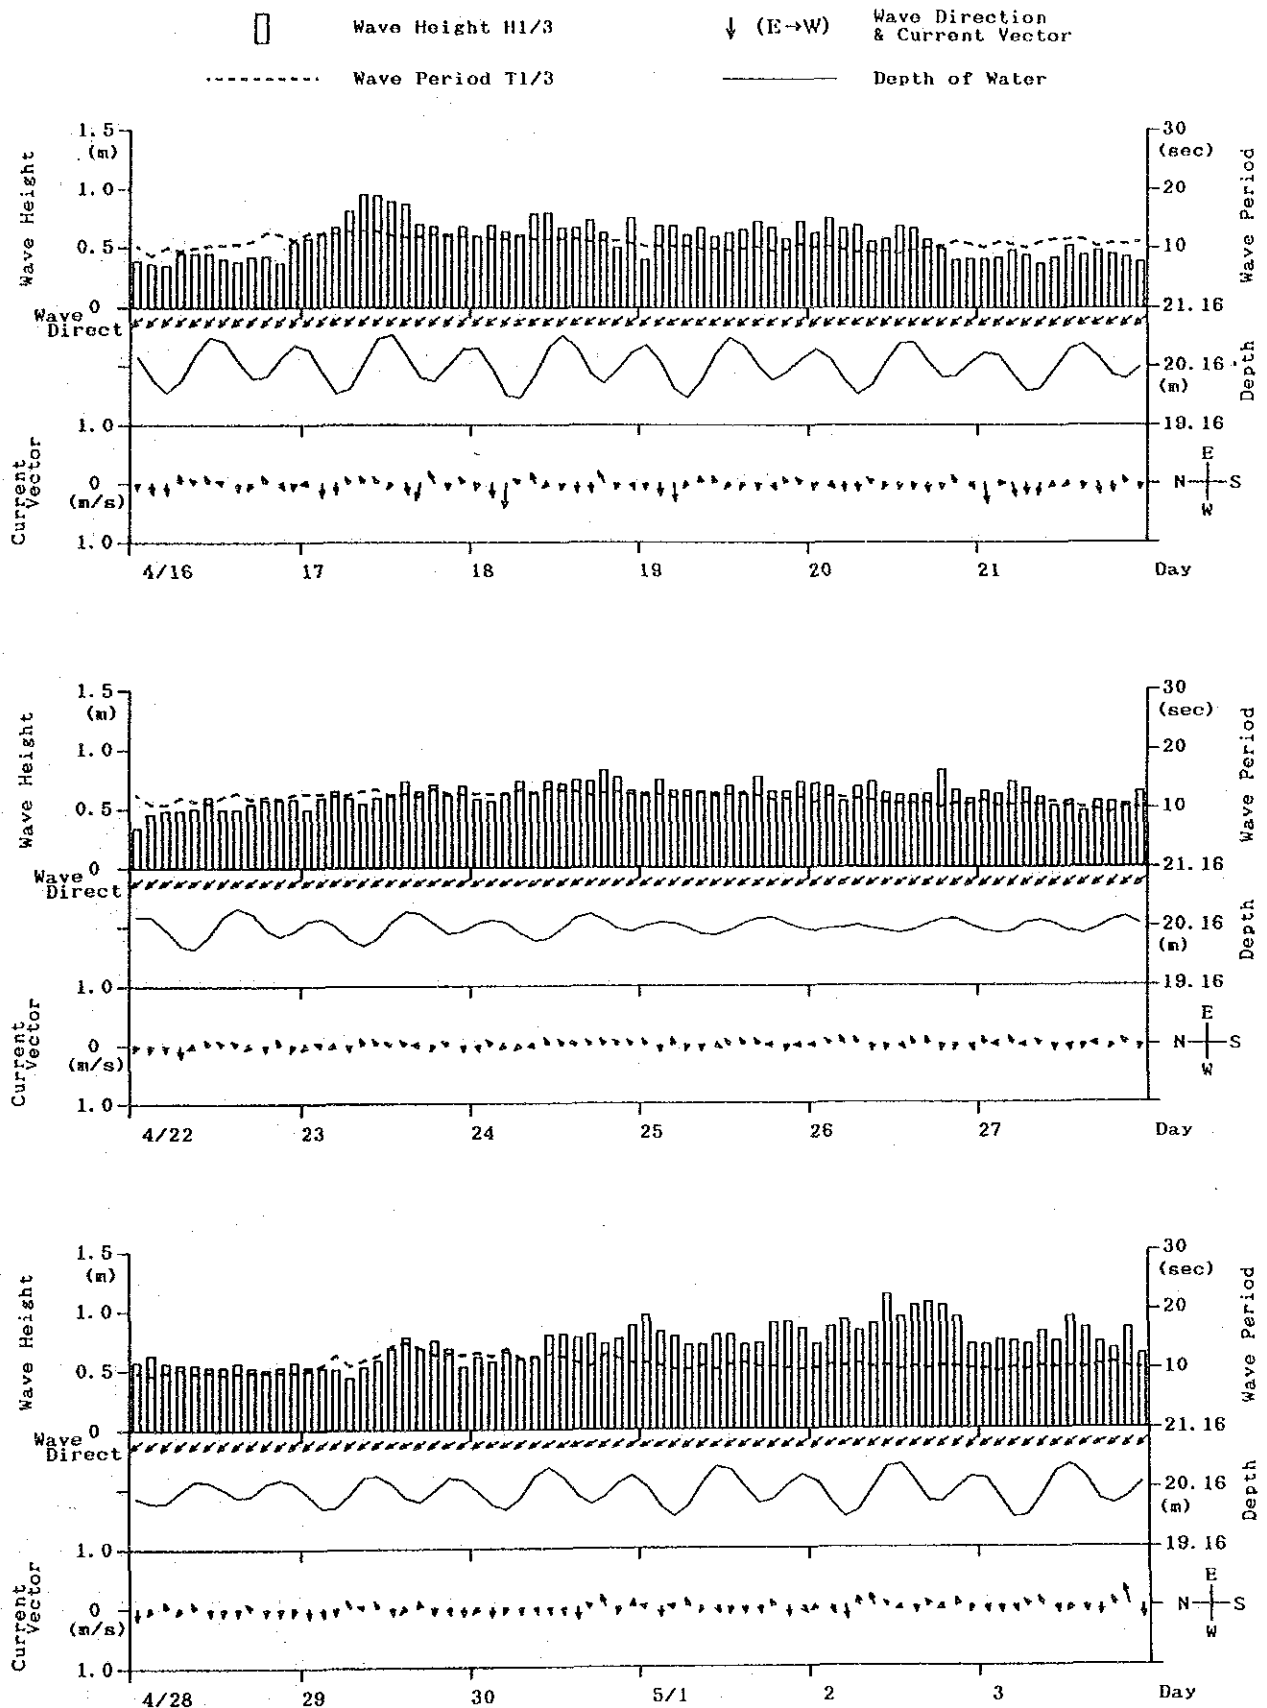 Wave Height H1/3
(E→W) Wave Direction & Current Vector
Wave Period T1/3
Depth of Water
1.5
(m)
1.0
0.5
0
Wave Height
30
(sec)
20
10
21.16
Wave Period
Wave Direct
20.16
(m)
19.16
Depth
1.0
0
(m/s)
1.0
Current Vector
E
N S
W
4/16 17 18 19 20 21 Day
1.5
(m)
1.0
0.5
0
Wave Height
30
(sec)
20
10
21.16
Wave Period
Wave Direct
20.16
(m)
19.16
Depth
1.0
0
(m/s)
1.0
Current Vector
E
N S
W
4/22 23 24 25 26 27 Day
1.5
(m)
1.0
0.5
0
Wave Height
30
(sec)
20
10
21.16
Wave Period
Wave Direct
20.16
(m)
19.16
Depth
1.0
0
(m/s)
1.0
Current Vector
E
N S
W
4/28 29 30 5/1 2 3 Day